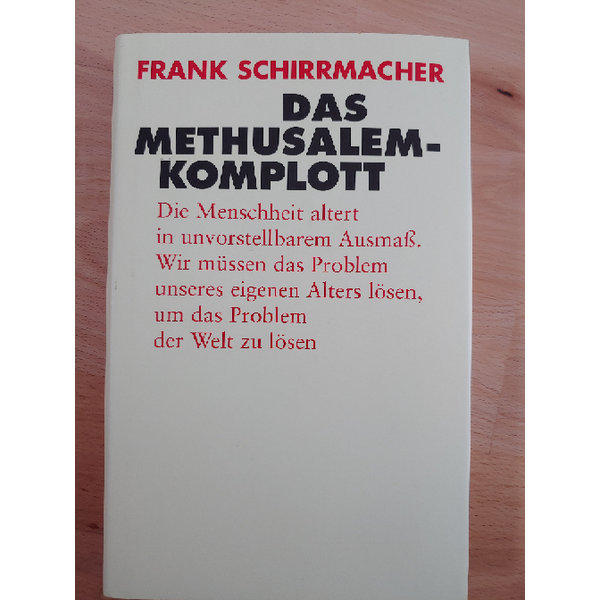 FRANK SCHIRRMACHER
DAS
METHUSALEM-
KOMPLOTT
Die Menschheit altert
in unvorstellbarem Ausmaß.
Wir müssen das Problem
unseres eigenen Alters lösen,
um das Problem
der Welt zu lösen